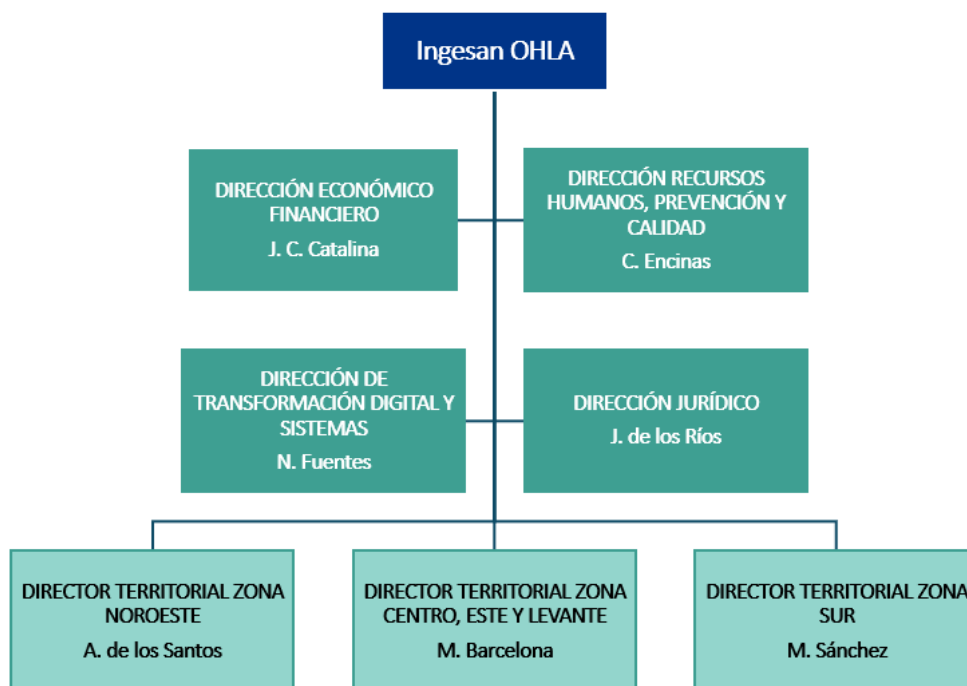 Ingesan OHLA
DIRECCIÓN ECONÓMICO
FINANCIERO
J. C. Catalina
DIRECCIÓN RECURSOS
HUMANOS, PREVENCIÓN Y
CALIDAD
C. Encinas
DIRECCIÓN DE
TRANSFORMACIÓN DIGITAL Y
SISTEMAS
N. Fuentes
DIRECCIÓN JURÍDICO
J. de los Ríos
DIRECTOR TERRITORIAL ZONA
NOROESTE
A. de los Santos
DIRECTOR TERRITORIAL ZONA
CENTRO, ESTE Y LEVANTE
M. Barcelona
DIRECTOR TERRITORIAL ZONA
SUR
M. Sánchez